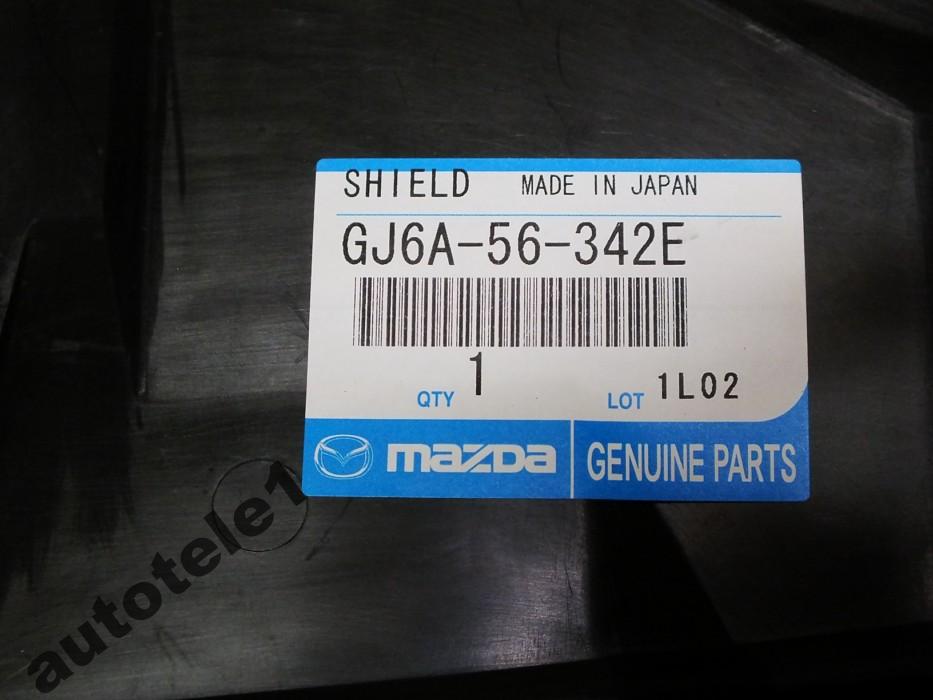 SHIELD MADE IN JAPAN
GJ6A-56-342E
QTY 1 LOT 1L02
mazda GENUINE PARTS
autotele1